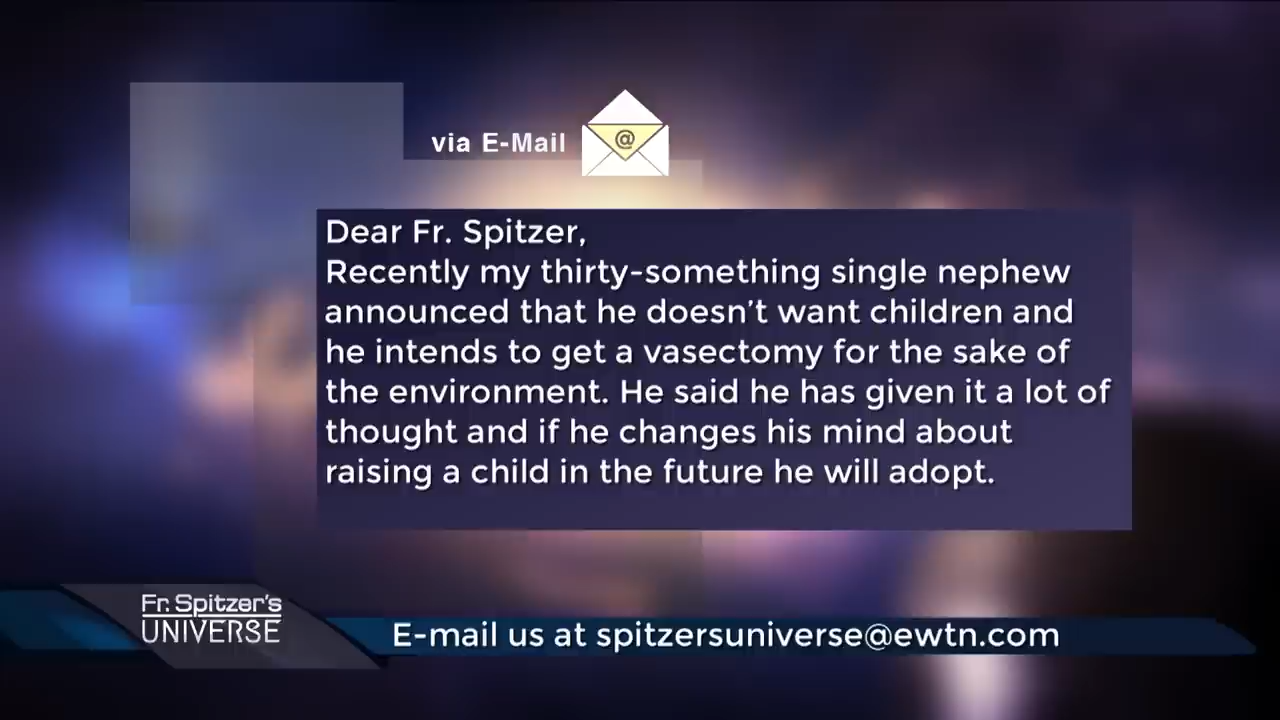 via E-Mail
@
Dear Fr. Spitzer,
Recently my thirty-something single nephew
announced that he doesn’t want children and
he intends to get a vasectomy for the sake of
the environment. He said he has given it a lot of
thought and if he changes his mind about
raising a child in the future he will adopt.
Fr. Spitzer's
UNIVERSE
E-mail us at spitzersuniverse@ewtn.com